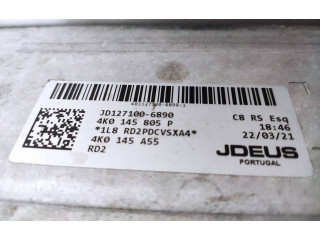 JD127100-6890
4K0 145 805 P
*1L8 RD2PDCVSXA4*
4K0 145 A55
RD2
C8 RS Esq
18:46
22/03/21
JDEUS
PORTUGAL